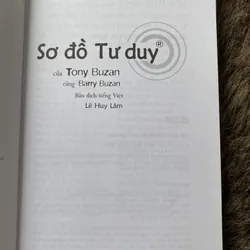 Sơ đồ Tư duy®
của Tony Buzan
cùng Barry Buzan
Bản dịch tiếng Việt
Lê Huy Lâm